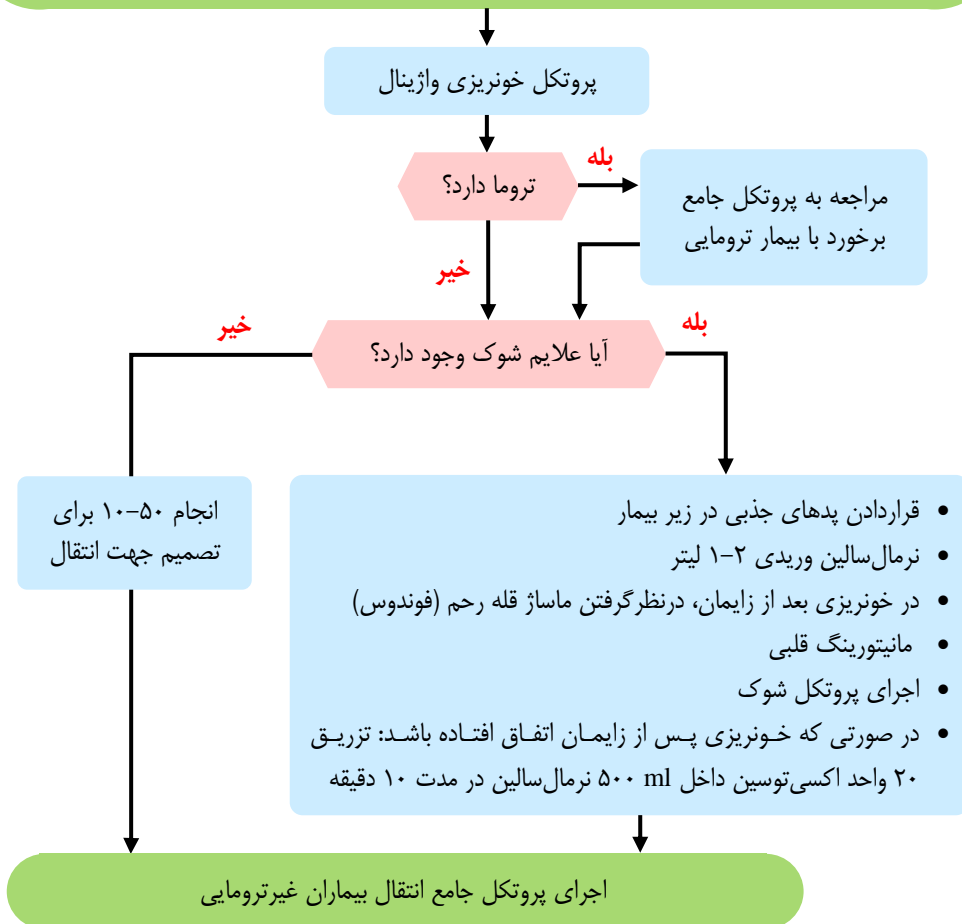 پروتکل خونریزی واژینال
تروما دارد؟
بله
مراجعه به پروتکل جامع
برخورد با بیمار ترومایی
خیر
آیا علایم شوک وجود دارد؟
بله
خیر
• قراردادن پدهای جذبی در زیر بیمار
• نرمال‌سالین وریدی ۲–۱ لیتر
• در خونریزی بعد از زایمان، درنظرگرفتن ماساژ قله رحم (فوندوس)
• مانیتورینگ قلبی
• اجرای پروتکل شوک
• در صورتی که خونریزی پس از زایمان اتفاق افتاده باشد: تزریق
۲۰ واحد اکسی‌توسین داخل ۵۰۰ ml نرمال‌سالین در مدت ۱۰ دقیقه
انجام ۵۰–۱۰ برای
تصمیم جهت انتقال
اجرای پروتکل جامع انتقال بیماران غیرترومایی